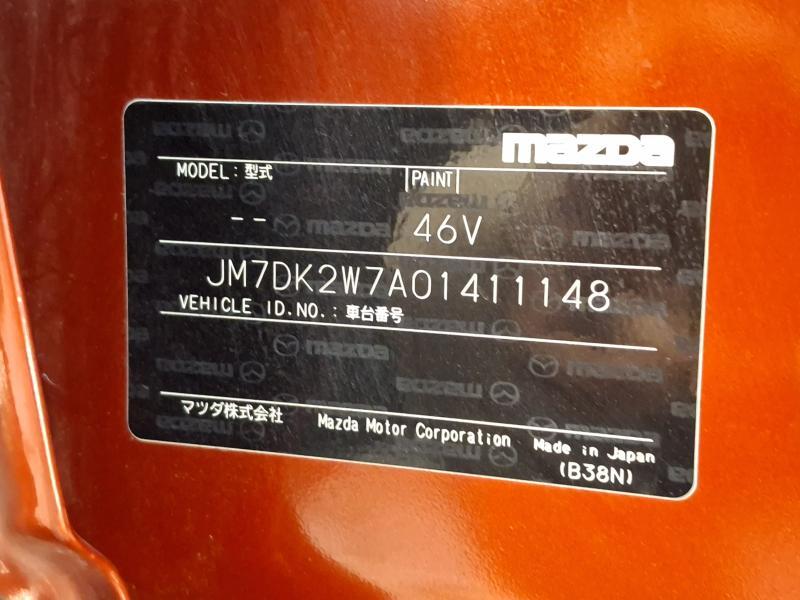 mazda
MODEL:型式 PAINT
-- 46V
JM7DK2W7A01411148
VEHICLE ID.NO.:車台番号
マツダ株式会社 Mazda Motor Corporation Made in Japan
(B38N)